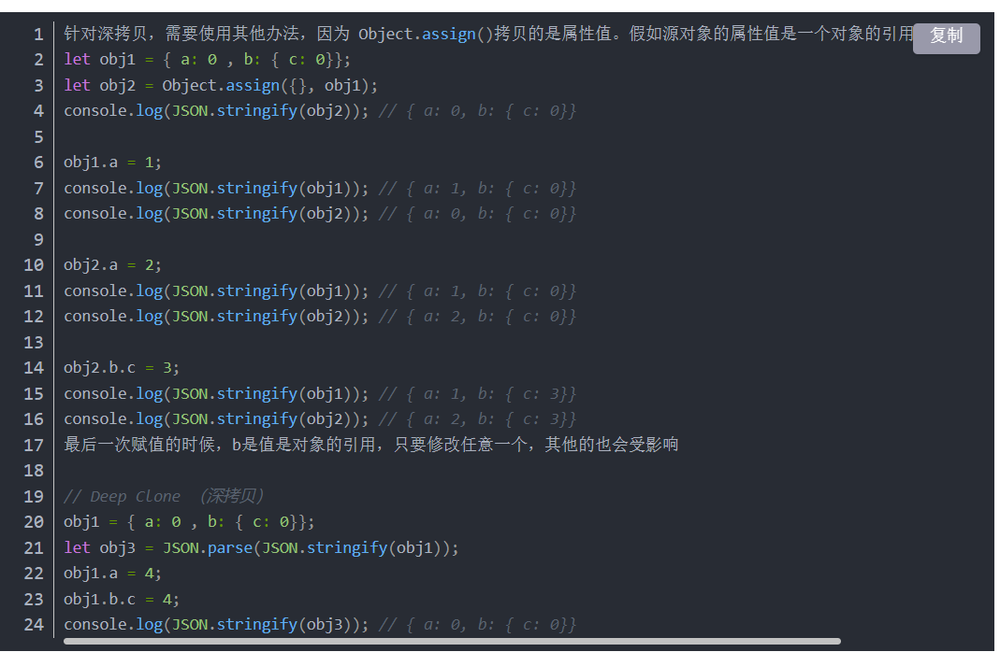 1 针对深拷贝，需要使用其他办法，因为 Object.assign()拷贝的是属性值。假如源对象的属性值是一个对象的引用
复制
2 let obj1 = { a: 0 , b: { c: 0}};
3 let obj2 = Object.assign({}, obj1);
4 console.log(JSON.stringify(obj2)); // { a: 0, b: { c: 0}}
5
6 obj1.a = 1;
7 console.log(JSON.stringify(obj1)); // { a: 1, b: { c: 0}}
8 console.log(JSON.stringify(obj2)); // { a: 0, b: { c: 0}}
9
10 obj2.a = 2;
11 console.log(JSON.stringify(obj1)); // { a: 1, b: { c: 0}}
12 console.log(JSON.stringify(obj2)); // { a: 2, b: { c: 0}}
13
14 obj2.b.c = 3;
15 console.log(JSON.stringify(obj1)); // { a: 1, b: { c: 3}}
16 console.log(JSON.stringify(obj2)); // { a: 2, b: { c: 3}}
17 最后一次赋值的时候，b是值是对象的引用，只要修改任意一个，其他的也会受影响
18
19 // Deep Clone （深拷贝）
20 obj1 = { a: 0 , b: { c: 0}};
21 let obj3 = JSON.parse(JSON.stringify(obj1));
22 obj1.a = 4;
23 obj1.b.c = 4;
24 console.log(JSON.stringify(obj3)); // { a: 0, b: { c: 0}}